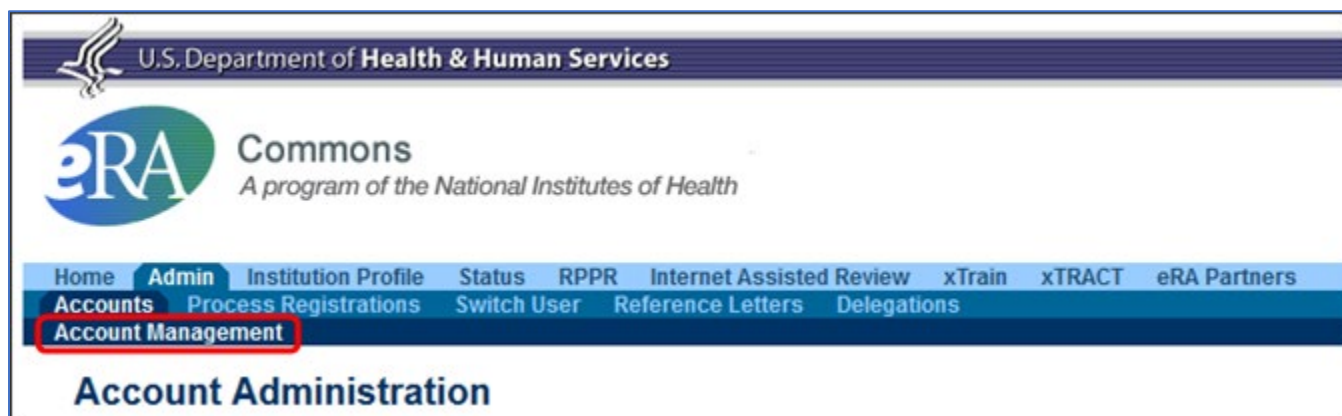 U.S. Department of Health & Human Services
eRA
Commons
A program of the National Institutes of Health
Home Admin Institution Profile Status RPPR Internet Assisted Review xTrain xTRACT eRA Partners
Accounts Process Registrations Switch User Reference Letters Delegations
Account Management
Account Administration